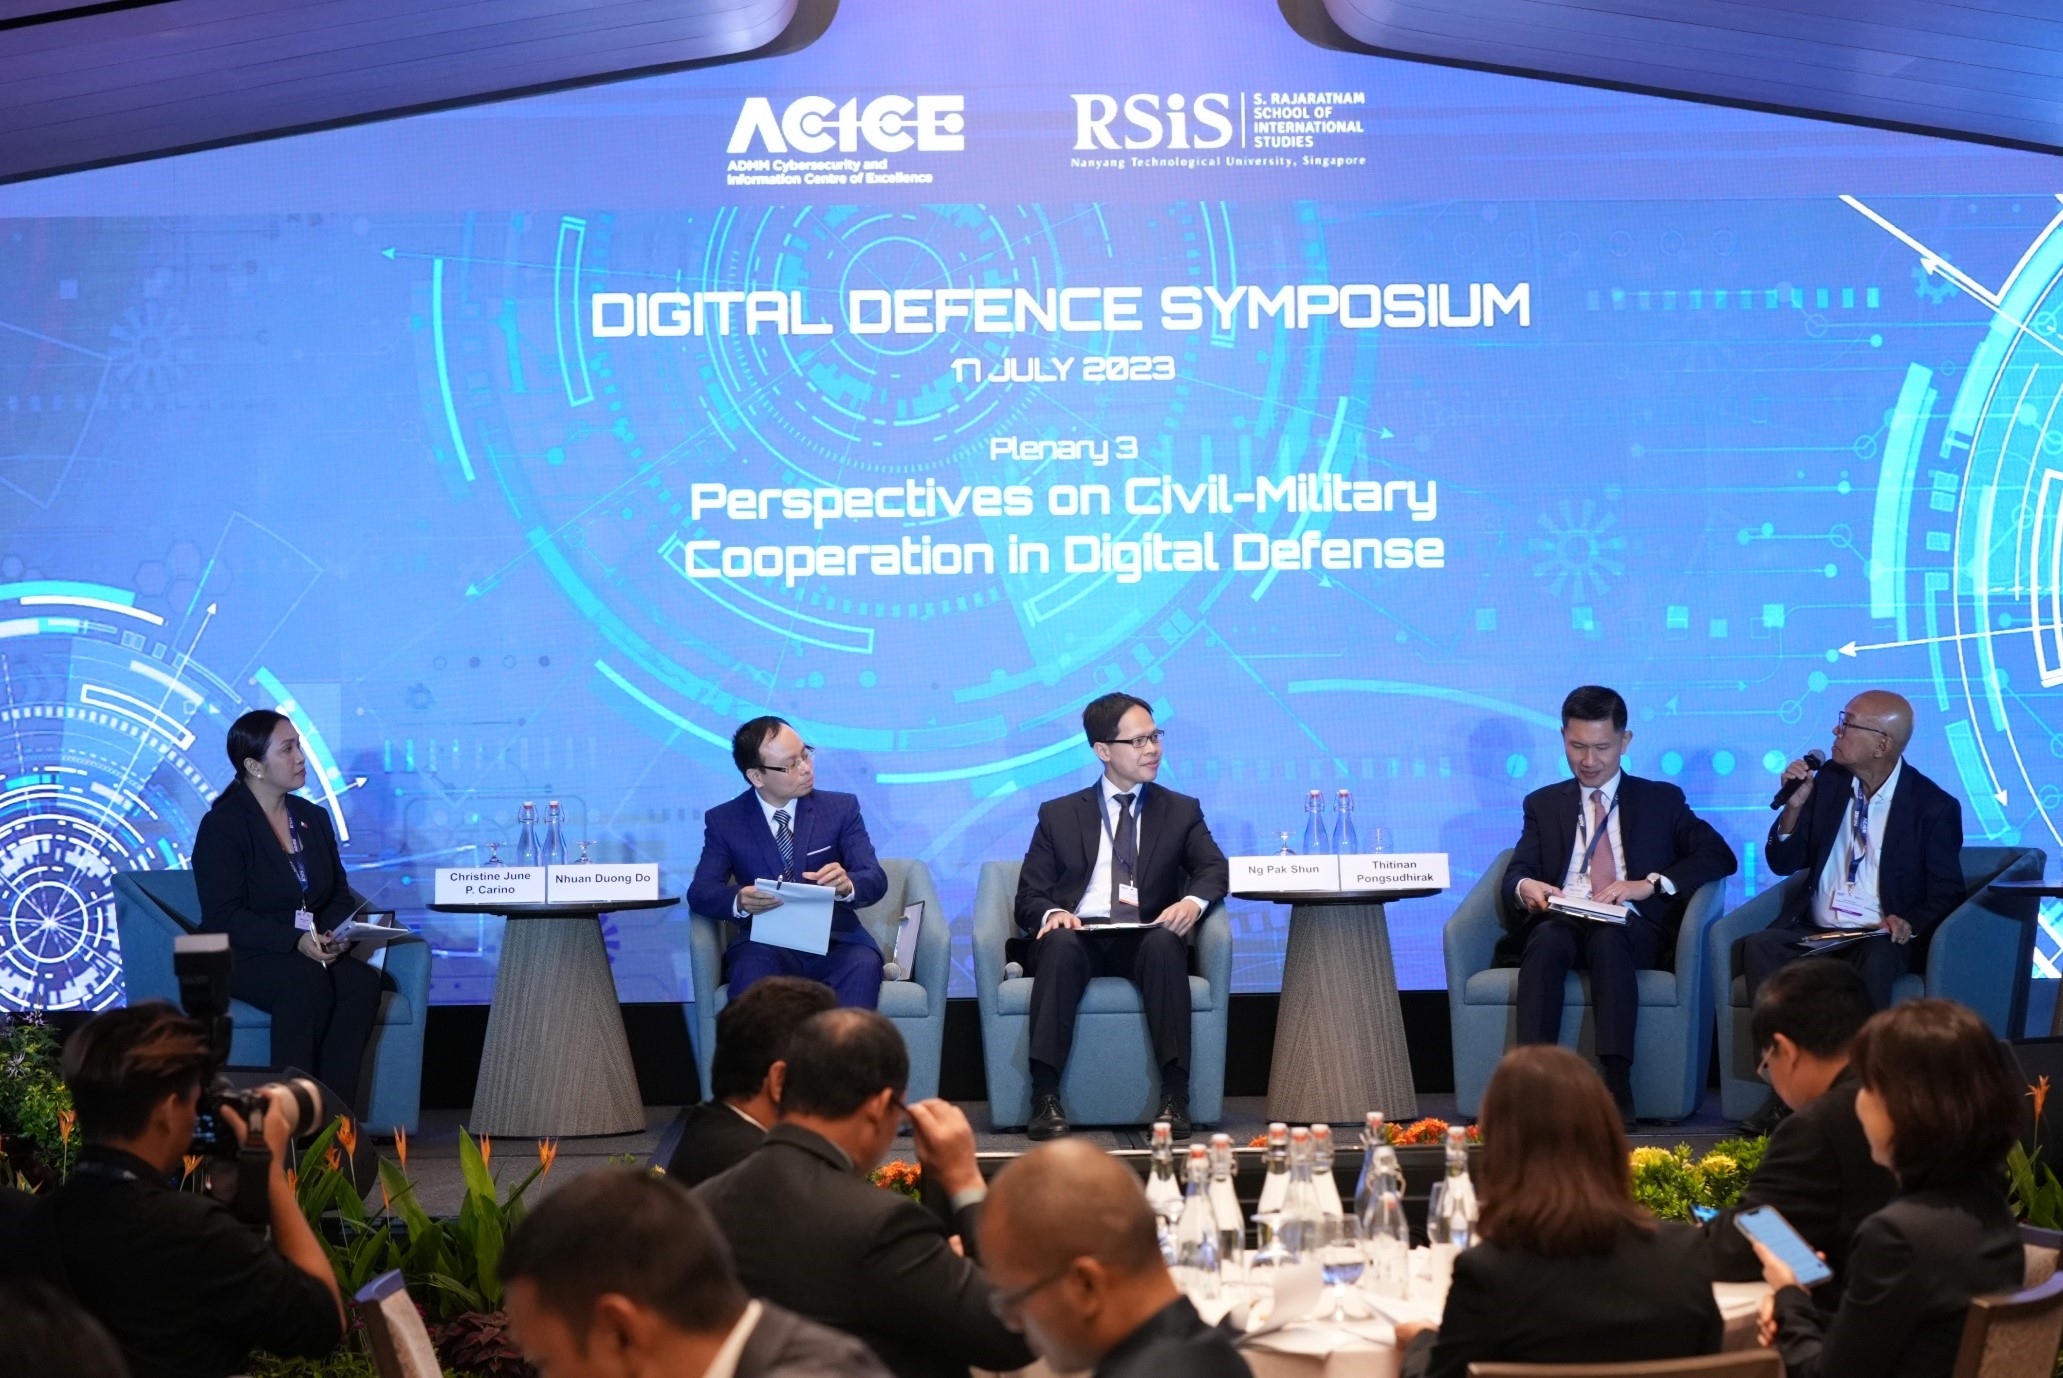 ACICE
ADMM Cybersecurity and
Information Centre of Excellence
RSiS
S. RAJARATNAM
SCHOOL OF
INTERNATIONAL
STUDIES
Nanyang Technological University, Singapore
DIGITAL DEFENCE SYMPOSIUM
17 JULY 2023
Plenary 3
Perspectives on Civil-Military
Cooperation in Digital Defense
Christine June
P. Carino
Nhuan Duong Do
Ng Pak Shun
Thitinan
Pongsudhirak